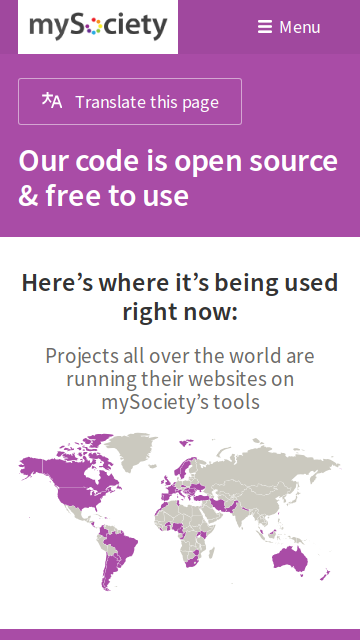 mySociety
Menu
Translate this page
Our code is open source
& free to use
Here's where it's being used
right now:
Projects all over the world are
running their websites on
mySociety's tools